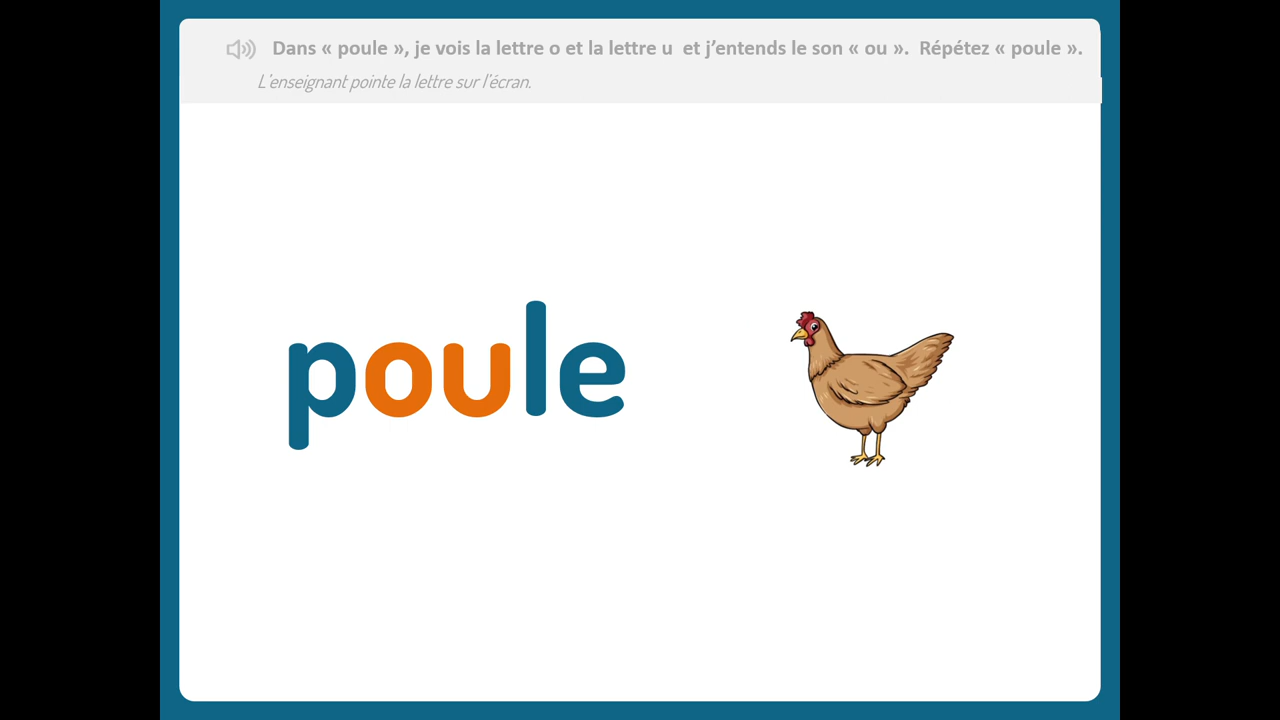 Dans « poule », je vois la lettre o et la lettre u  et j’entends le son « ou ».  Répétez « poule ».
L’enseignant pointe la lettre sur l’écran.
poule